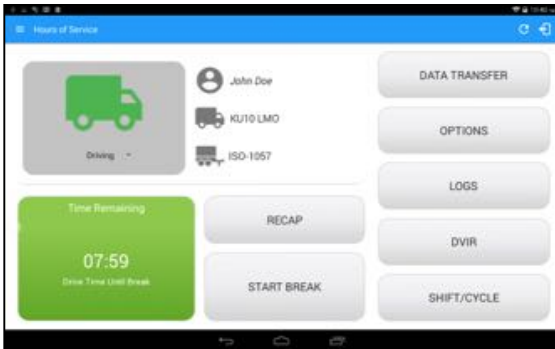 Hours of Service
John Doe
KU10 LMO
ISO-1057
Driving
Time Remaining
07:59
Drive Time Until Break
RECAP
START BREAK
DATA TRANSFER
OPTIONS
LOGS
DVIR
SHIFT/CYCLE